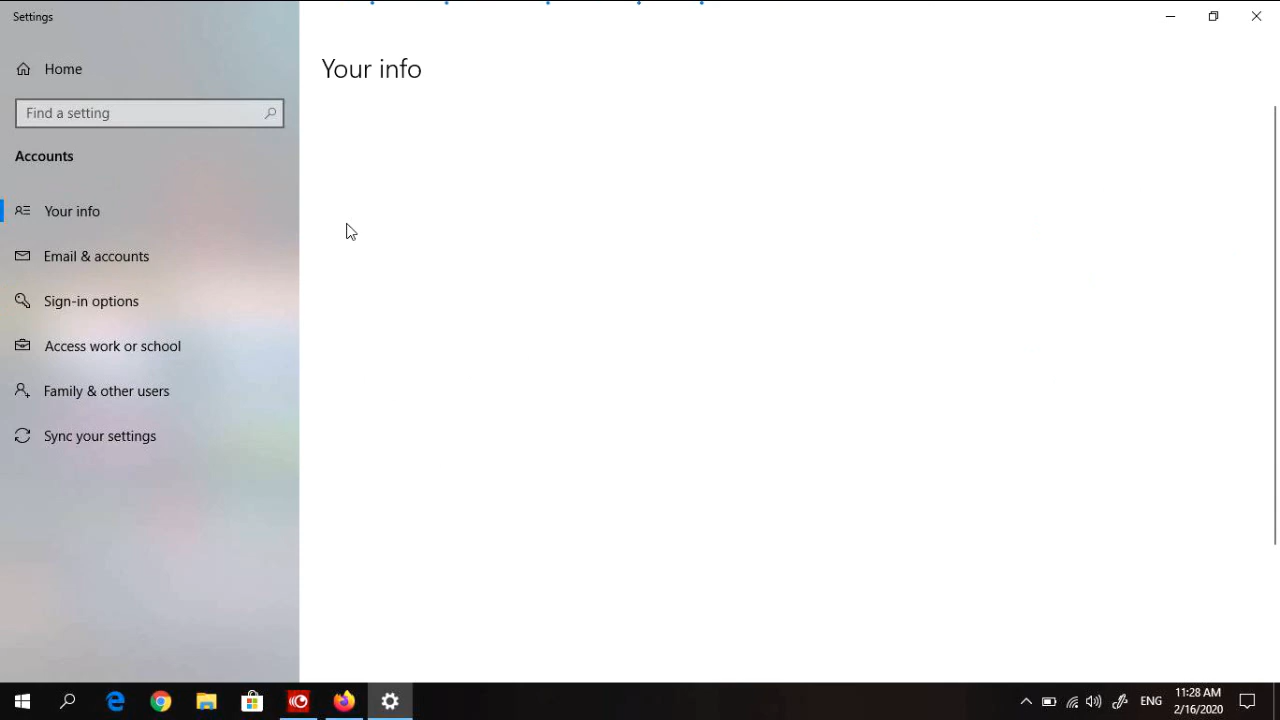 Settings
Home
Find a setting
Accounts
Your info
Email & accounts
Sign-in options
Access work or school
Family & other users
Sync your settings
Your info
ENG
11:28 AM
2/16/2020